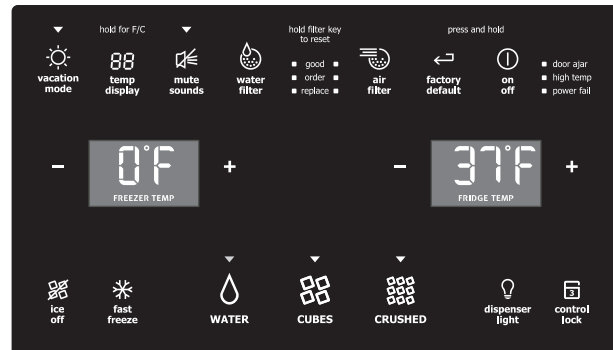 hold for F/C
hold filter key
to reset
press and hold
88
vacation
mode
temp
display
mute
sounds
water
filter
good
order
replace
air
filter
factory
default
on
off
door ajar
high temp
power fail
- 0°F +
FREEZER TEMP
- 37°F +
FRIDGE TEMP
ice
off
fast
freeze
WATER
CUBES
CRUSHED
dispenser
light
3
control
lock